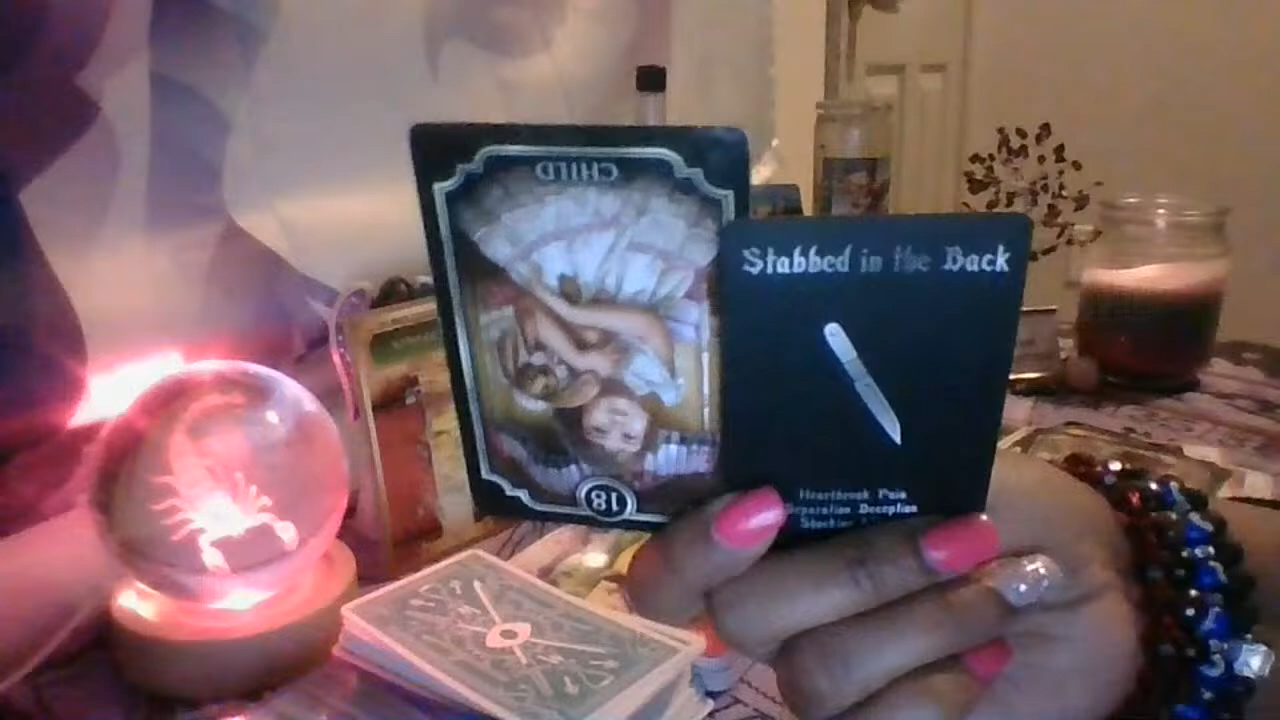 CHILD
18
Stabbed in the Back
Heartbreak Pain
Separation Deception